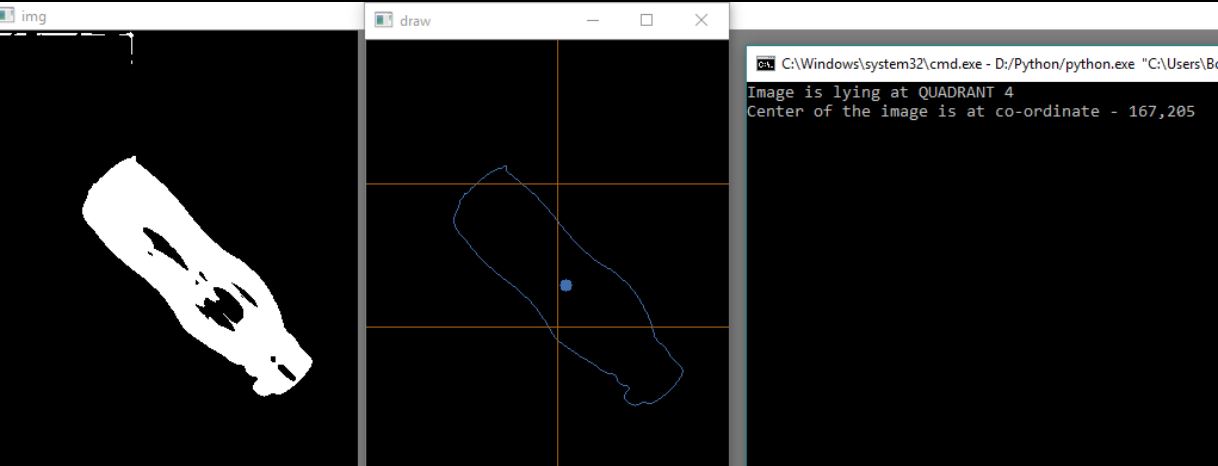 img
draw
C:\Windows\system32\cmd.exe - D:/Python/python.exe "C:\Users\Bo
Image is lying at QUADRANT 4
Center of the image is at co-ordinate - 167,205